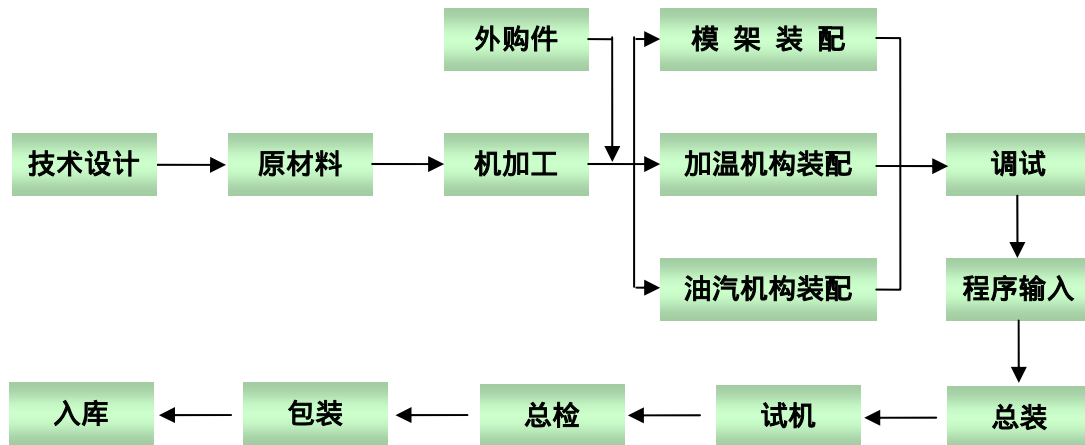 外购件
模 架 装 配
技术设计
原材料
机加工
加温机构装配
调试
油汽机构装配
程序输入
入库
包装
总检
试机
总装